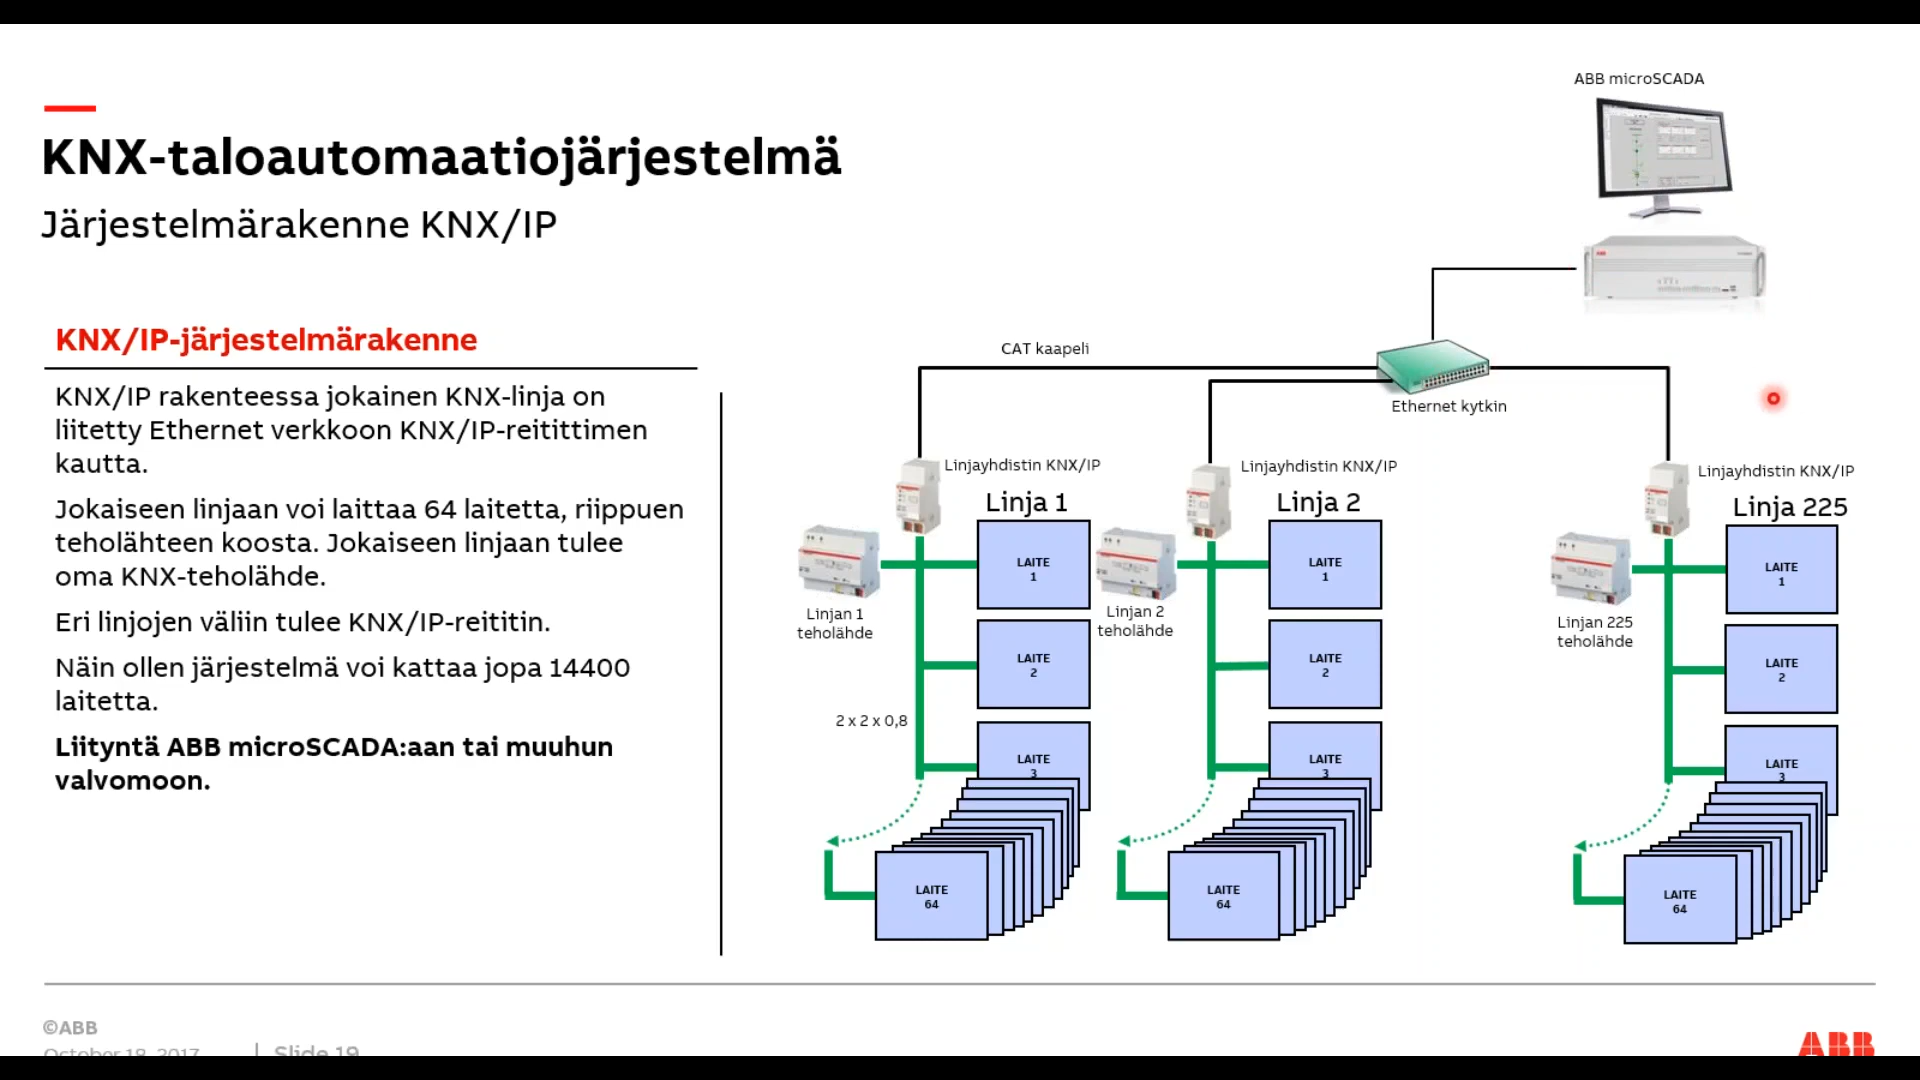 ABB microSCADA
KNX-taloautomaatiojärjestelmä
Järjestelmärakenne KNX/IP
KNX/IP-järjestelmärakenne
KNX/IP rakenteessa jokainen KNX-linja on
liitetty Ethernet verkkoon KNX/IP-reitittimen
kautta.
Jokaiseen linjaan voi laittaa 64 laitetta, riippuen
teholähteen koosta. Jokaiseen linjaan tulee
oma KNX-teholähde.
Eri linjojen väliin tulee KNX/IP-reititin.
Näin ollen järjestelmä voi kattaa jopa 14400
laitetta.
Liityntä ABB microSCADA:aan tai muuhun
valvomoon.
CAT kaapeli
Ethernet kytkin
Linjayhdistin KNX/IP
Linja 1
LAITE
1
Linjan 1
teholähde
LAITE
2
2 x 2 x 0,8
LAITE
3
LAITE
64
Linjayhdistin KNX/IP
Linja 2
LAITE
1
Linjan 2
teholähde
LAITE
2
LAITE
3
LAITE
64
Linjayhdistin KNX/IP
Linja 225
LAITE
1
Linjan 225
teholähde
LAITE
2
LAITE
3
LAITE
64
©ABB
October 18, 2017
Slide 19
ABB